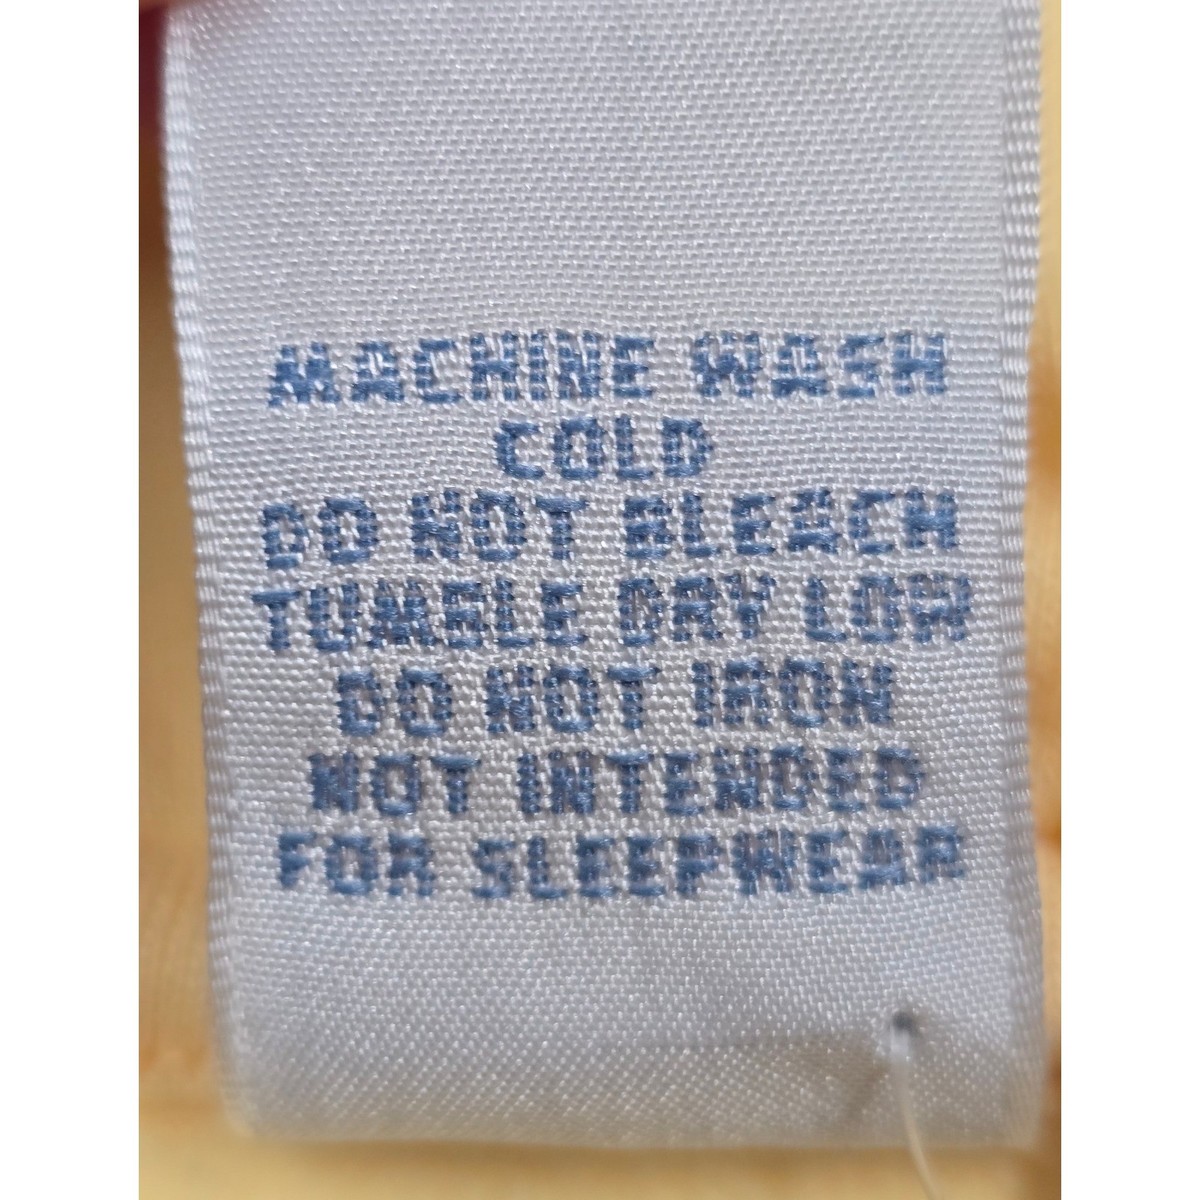 MACHINE WASH
COLD
DO NOT BLEACH
TUMBLE DRY LOW
DO NOT IRON
NOT INTENDED
FOR SLEEPWEAR